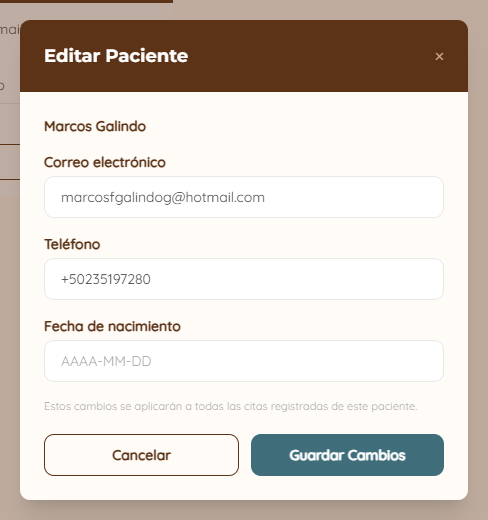 Editar Paciente
×
Marcos Galindo
Correo electrónico
marcosfgalindog@hotmail.com
Teléfono
+50235197280
Fecha de nacimiento
AAAA-MM-DD
Estos cambios se aplicarán a todas las citas registradas de este paciente.
Cancelar
Guardar Cambios